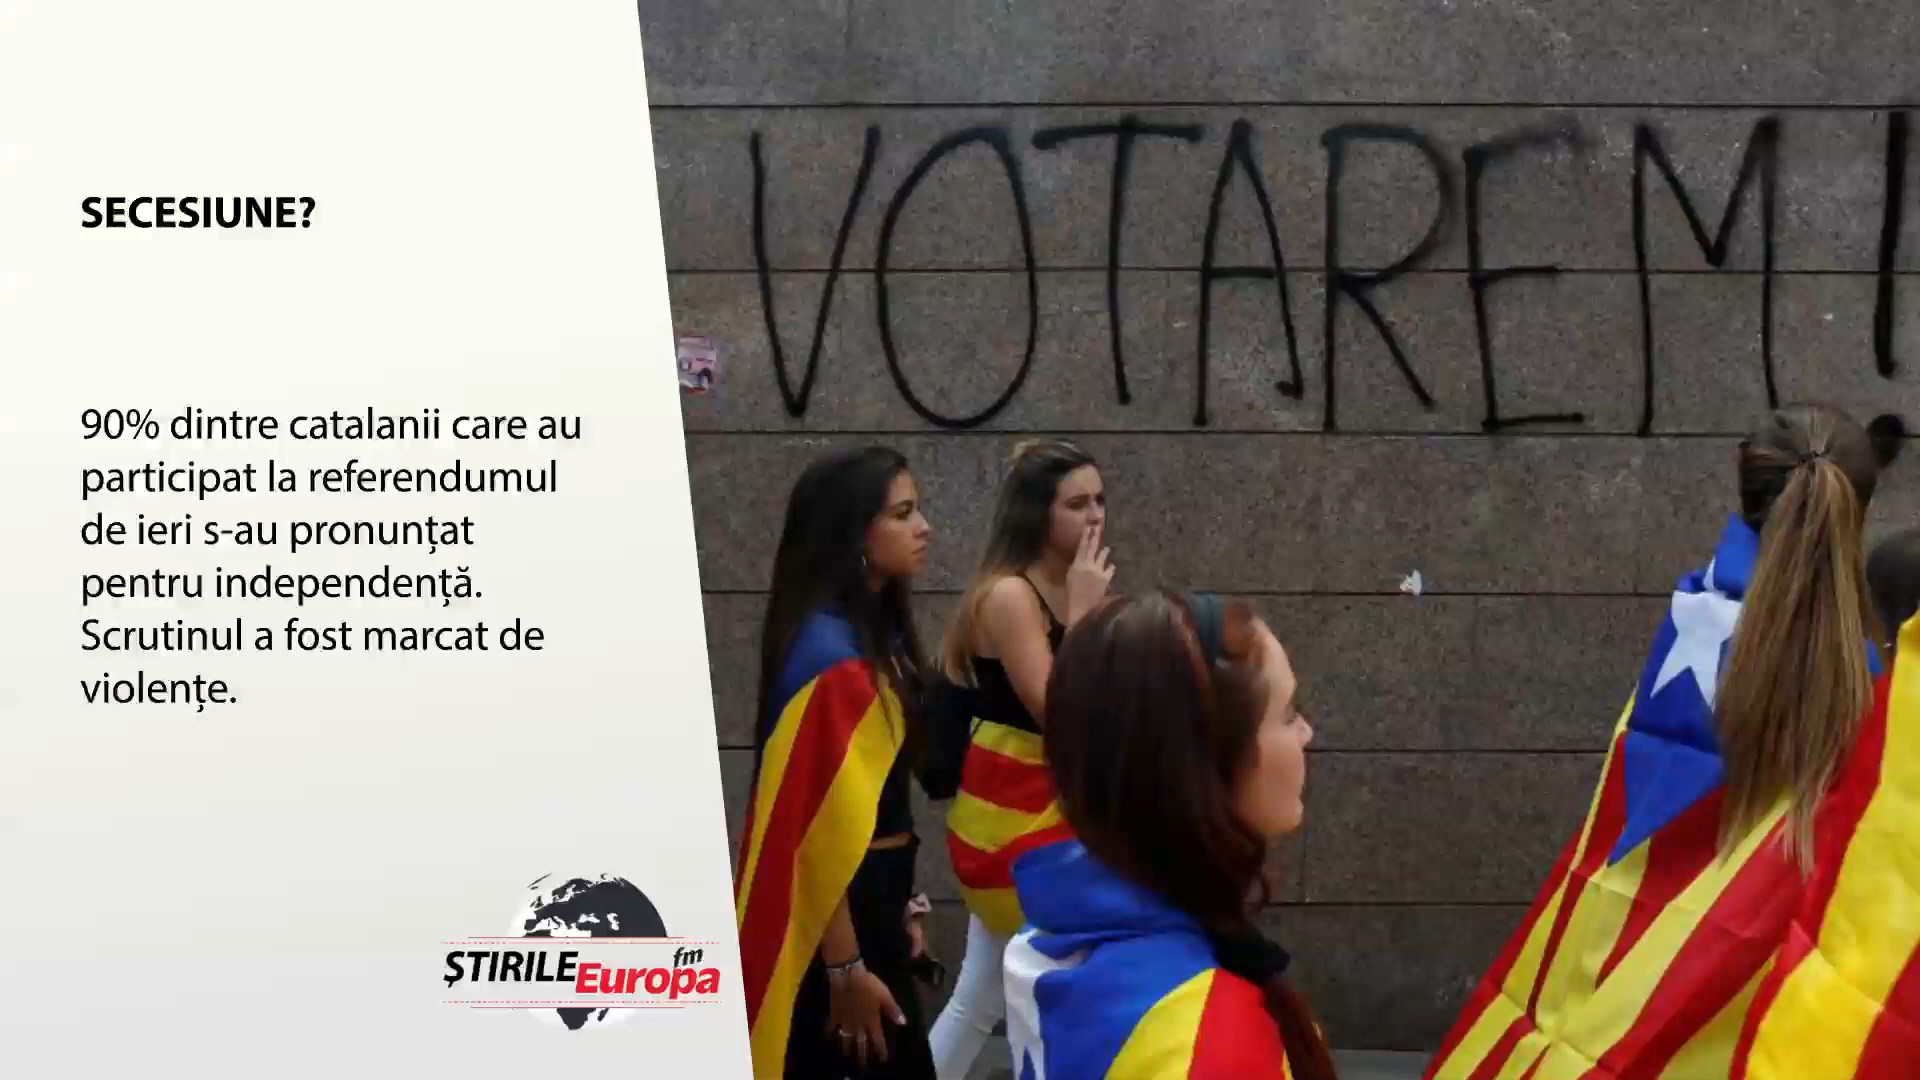 SECESIUNE?
90% dintre catalanii care au
participat la referendumul
de ieri s-au pronunțat
pentru independență.
Scrutinul a fost marcat de
violențe.
ȘTIRILE Europa fm
VOTAREM!